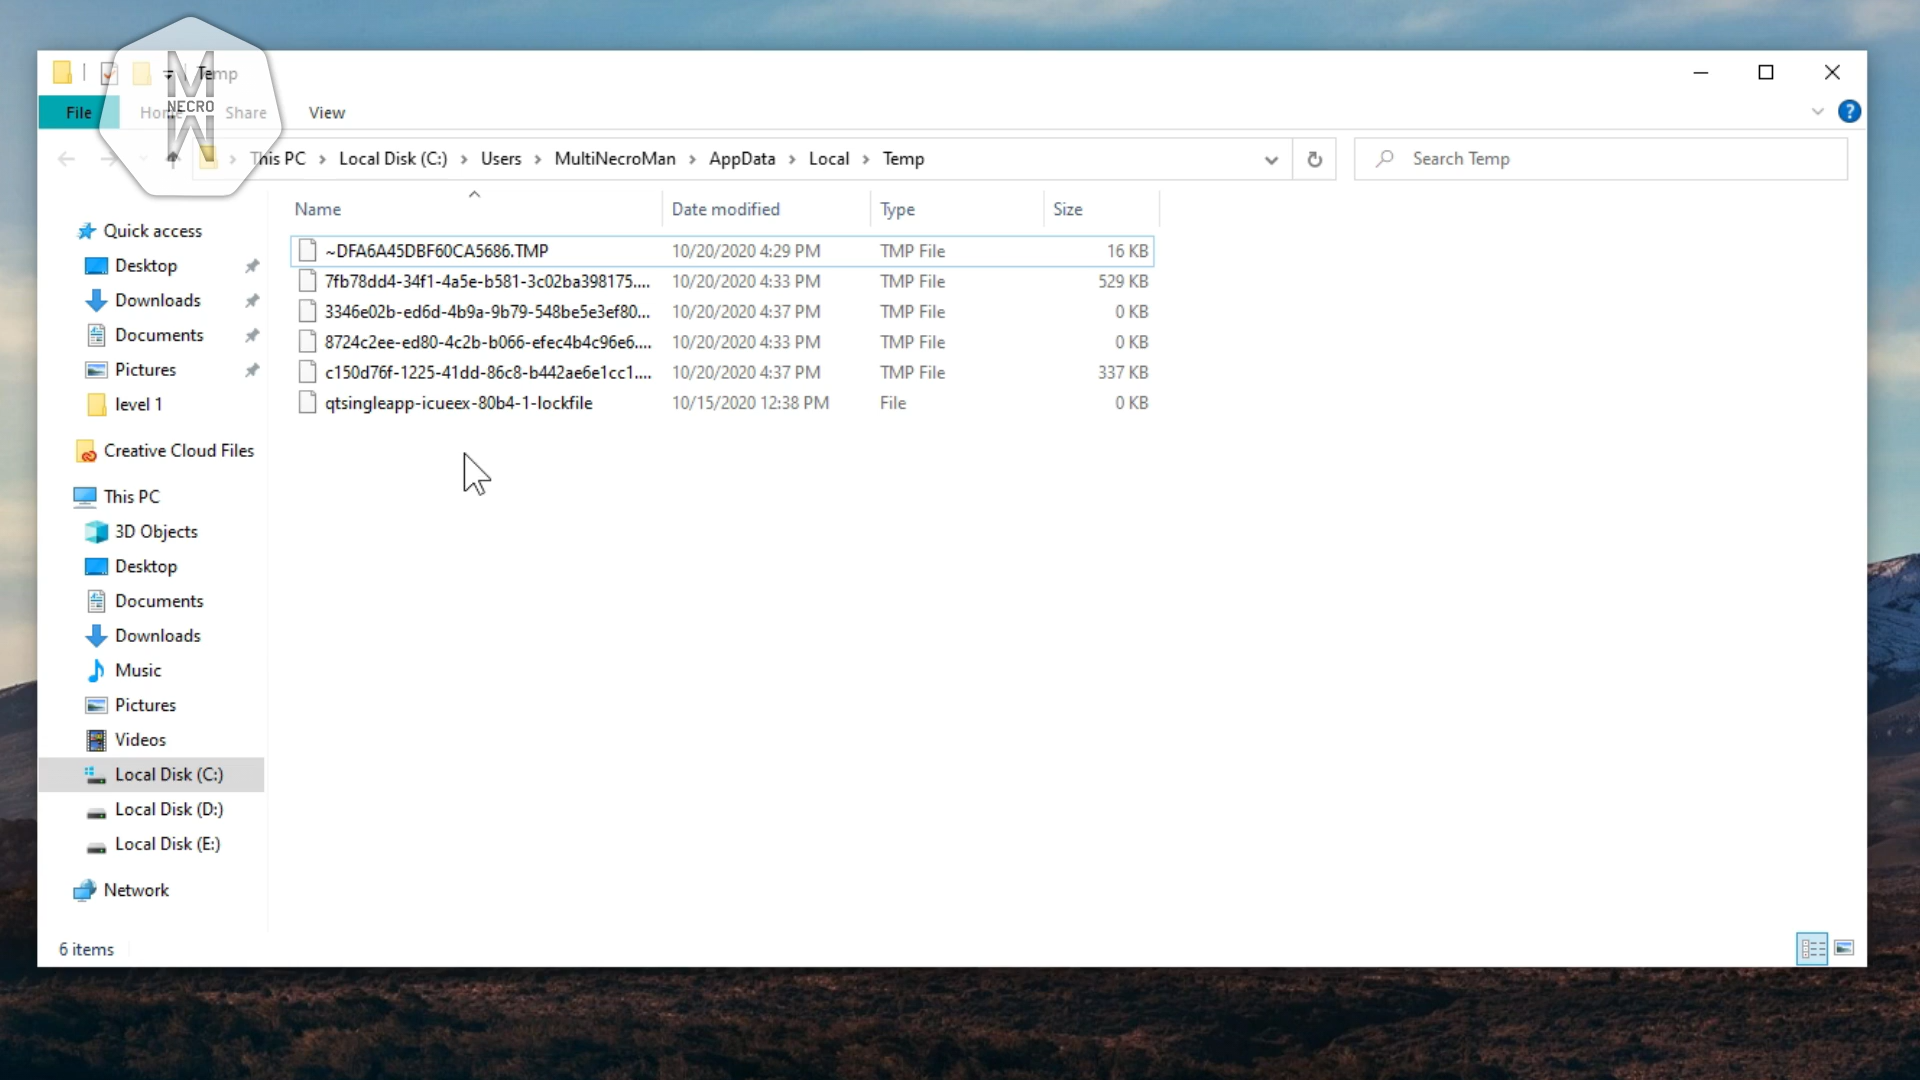 Temp
File Home Share View
This PC > Local Disk (C:) > Users > MultiNecroMan > AppData > Local > Temp
Search Temp
M
NECRO
M
Name Date modified Type Size
~DFA6A45DBF60CA5686.TMP 10/20/2020 4:29 PM TMP File 16 KB
7fb78dd4-34f1-4a5e-b581-3c02ba398175.... 10/20/2020 4:33 PM TMP File 529 KB
3346e02b-ed6d-4b9a-9b79-548be5e3ef80... 10/20/2020 4:37 PM TMP File 0 KB
8724c2ee-ed80-4c2b-b066-efec4b4c96e6.... 10/20/2020 4:33 PM TMP File 0 KB
c150d76f-1225-41dd-86c8-b442ae6e1cc1.... 10/20/2020 4:37 PM TMP File 337 KB
qtsingleapp-icueex-80b4-1-lockfile 10/15/2020 12:38 PM File 0 KB
Quick access
Desktop
Downloads
Documents
Pictures
level 1
Creative Cloud Files
This PC
3D Objects
Desktop
Documents
Downloads
Music
Pictures
Videos
Local Disk (C:)
Local Disk (D:)
Local Disk (E:)
Network
6 items